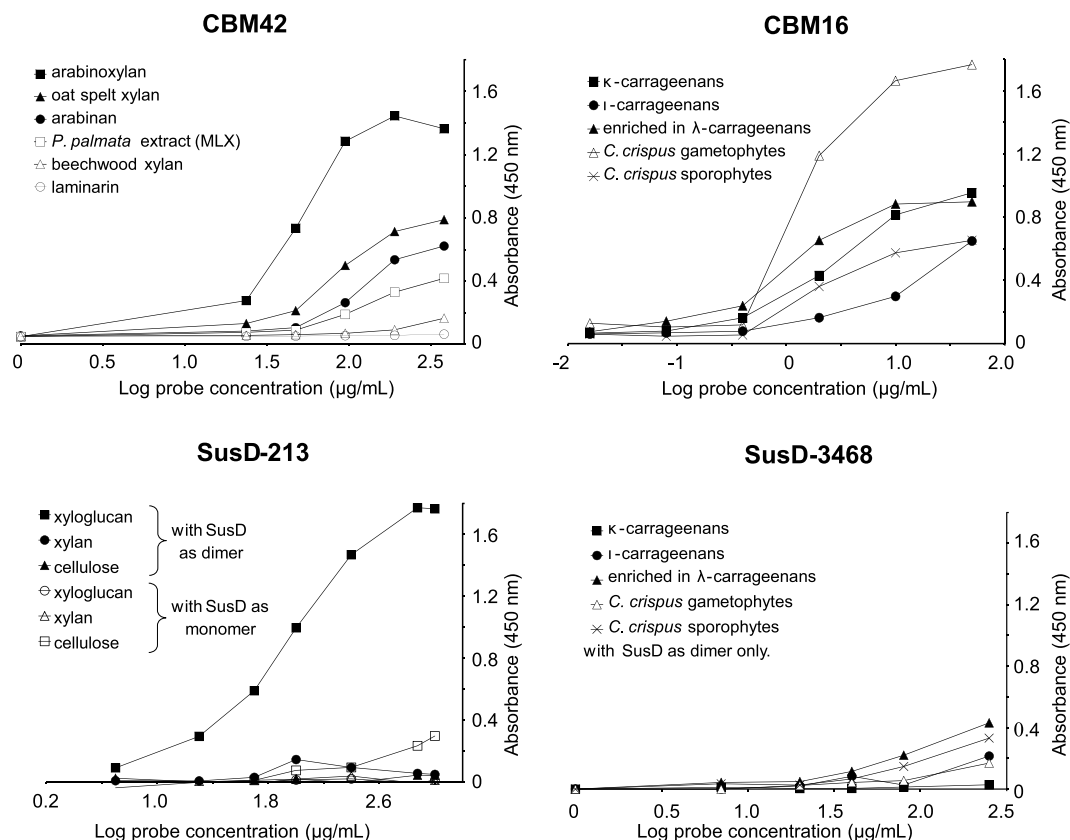 CBM42
arabinoxylan
oat spelt xylan
arabinan
P. palmata extract (MLX)
beechwood xylan
laminarin
1.6
1.2
0.8
0.4
0
Absorbance (450 nm)
0 1.0 1.5 2.0 2.5
Log probe concentration (µg/mL)
CBM16
κ-carrageenans
ι-carrageenans
enriched in λ-carrageenans
C. crispus gametophytes
C. crispus sporophytes
1.6
1.2
0.8
0.4
0
Absorbance (450 nm)
-2 -1 0 1.0 2.0
Log probe concentration (µg/mL)
SusD-213
xyloglucan
xylan
cellulose
with SusD
as dimer
xyloglucan
xylan
cellulose
with SusD as
monomer
1.6
1.2
0.8
0.4
0
Absorbance (450 nm)
0.2 1.0 1.8 2.6
Log probe concentration (µg/mL)
SusD-3468
κ-carrageenans
ι-carrageenans
enriched in λ-carrageenans
C. crispus gametophytes
C. crispus sporophytes
with SusD as dimer only.
1.6
1.2
0.8
0.4
0
Absorbance (450 nm)
0 1.0 1.5 2.0 2.5
Log probe concentration (µg/mL)